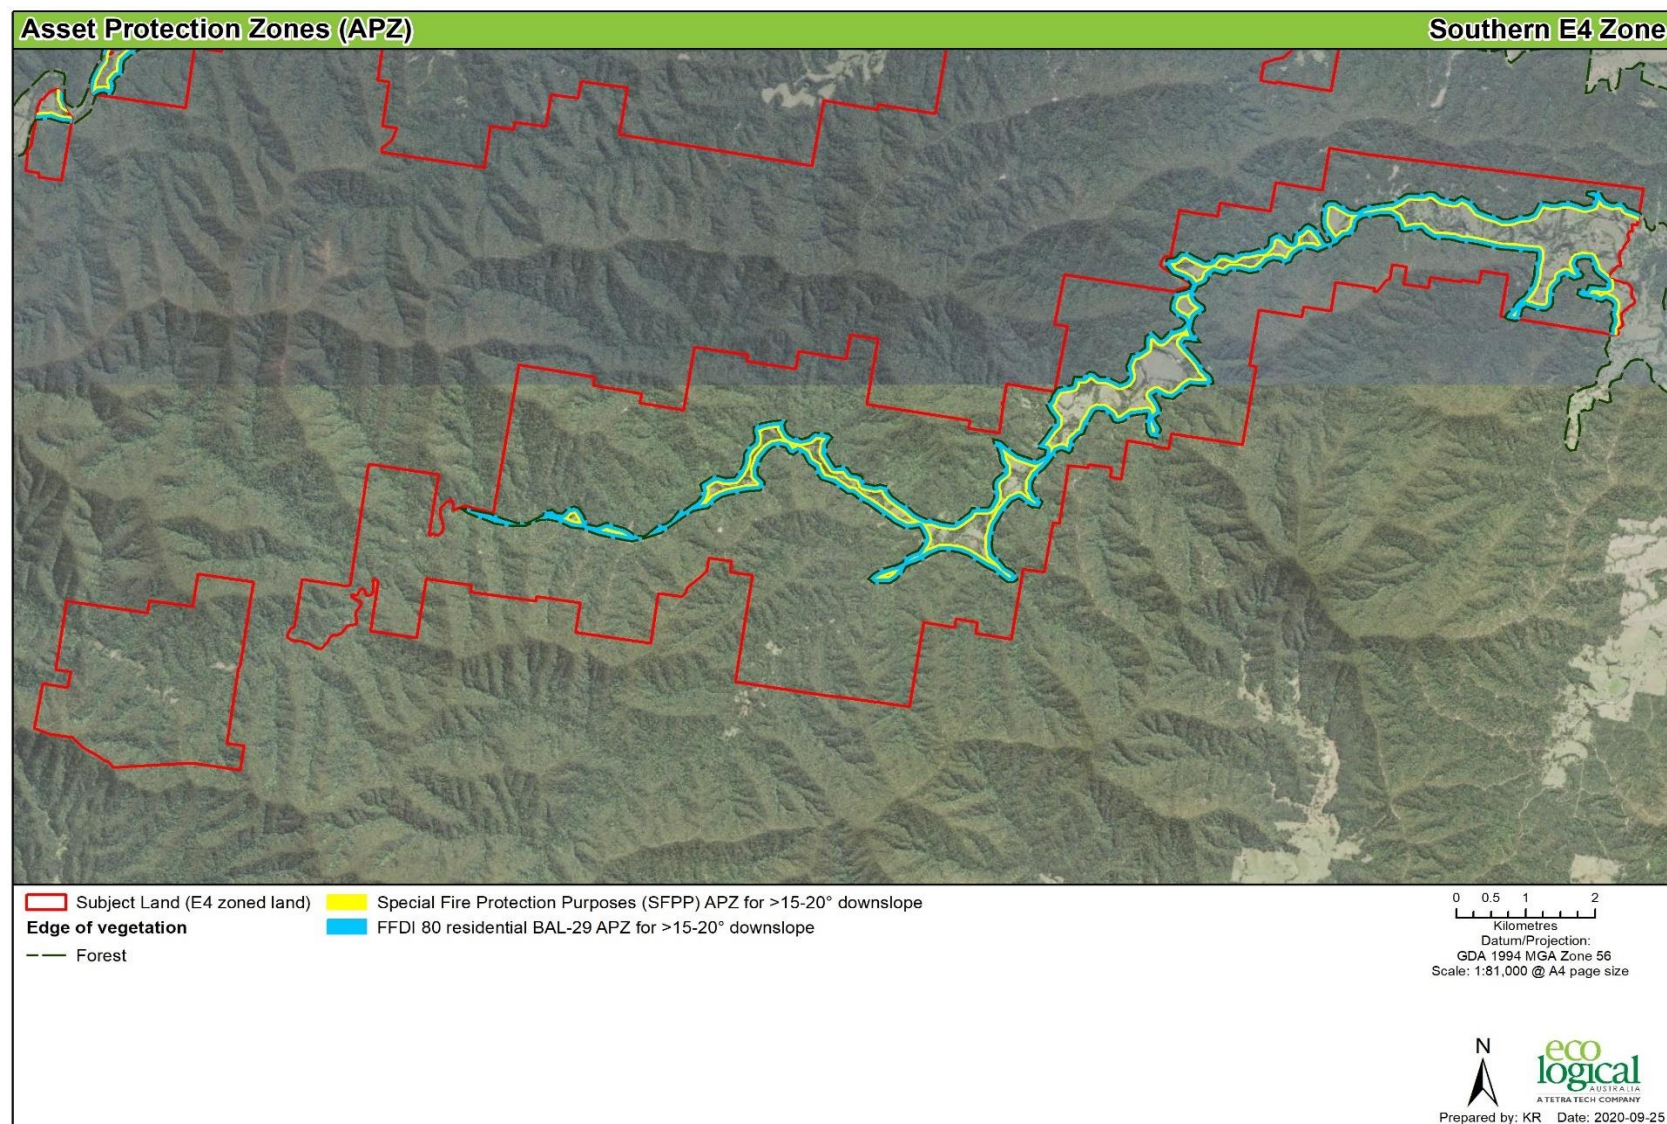 Asset Protection Zones (APZ)
Southern E4 Zone
Subject Land (E4 zoned land)
Special Fire Protection Purposes (SFPP) APZ for >15-20° downslope
Edge of vegetation
FFDI 80 residential BAL-29 APZ for >15-20° downslope
Forest
0 0.5 1 2
Kilometres
Datum/Projection:
GDA 1994 MGA Zone 56
Scale: 1:81,000 @ A4 page size
N
eco
logical
AUSTRALIA
A TETRA TECH COMPANY
Prepared by: KR Date: 2020-09-25